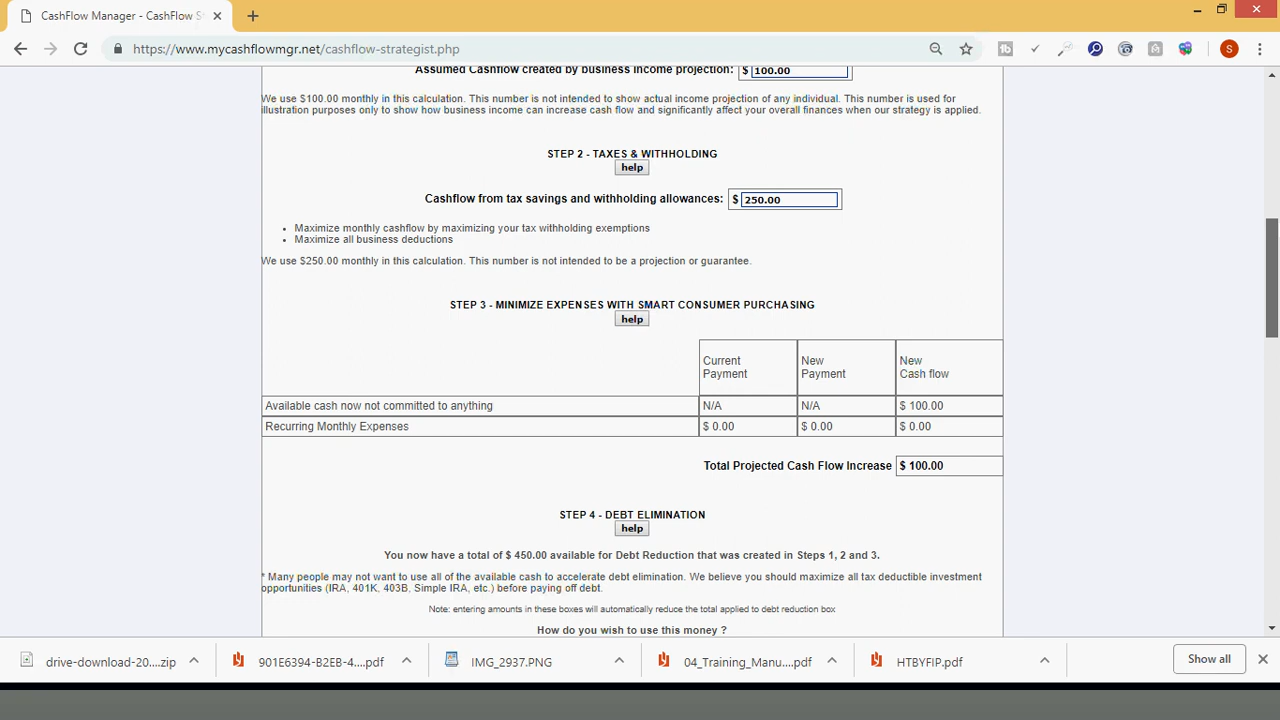 CashFlow Manager - CashFlow S
https://www.mycashflowmgr.net/cashflow-strategist.php
S
Assumed Cashflow created by business income projection: $ 100.00
We use $100.00 monthly in this calculation. This number is not intended to show actual income projection of any individual. This number is used for
illustration purposes only to show how business income can increase cash flow and significantly affect your overall finances when our strategy is applied.
STEP 2 - TAXES & WITHHOLDING
help
Cashflow from tax savings and withholding allowances: $ 250.00
• Maximize monthly cashflow by maximizing your tax withholding exemptions
• Maximize all business deductions
We use $250.00 monthly in this calculation. This number is not intended to be a projection or guarantee.
STEP 3 - MINIMIZE EXPENSES WITH SMART CONSUMER PURCHASING
help
Current Payment New Payment New Cash flow
Available cash now not committed to anything N/A N/A $ 100.00
Recurring Monthly Expenses $ 0.00 $ 0.00 $ 0.00
Total Projected Cash Flow Increase $ 100.00
STEP 4 - DEBT ELIMINATION
help
You now have a total of $ 450.00 available for Debt Reduction that was created in Steps 1, 2 and 3.
* Many people may not want to use all of the available cash to accelerate debt elimination. We believe you should maximize all tax deductible investment
opportunities (IRA, 401K, 403B, Simple IRA, etc.) before paying off debt.
Note: entering amounts in these boxes will automatically reduce the total applied to debt reduction box
How do you wish to use this money ?
drive-download-20....zip 901E6394-B2EB-4....pdf IMG_2937.PNG 04_Training_Manu....pdf HTBYFIP.pdf Show all